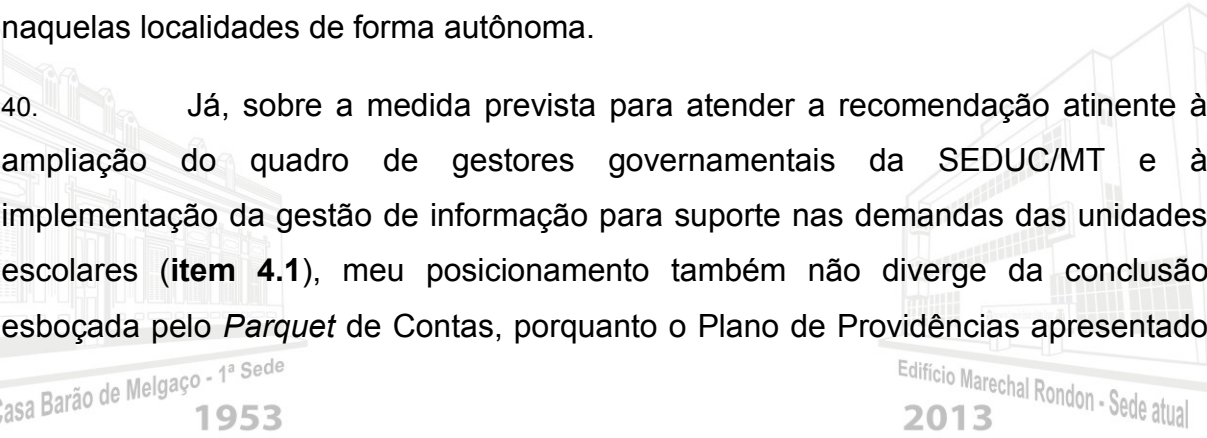 naquelas localidades de forma autônoma.
40. Já, sobre a medida prevista para atender a recomendação atinente à
ampliação do quadro de gestores governamentais da SEDUC/MT e à
implementação da gestão de informação para suporte nas demandas das unidades
escolares (item 4.1), meu posicionamento também não diverge da conclusão
esboçada pelo Parquet de Contas, porquanto o Plano de Providências apresentado
Casa Barão de Melgaço - 1ª Sede
1953
Edifício Marechal Rondon - Sede atual
2013